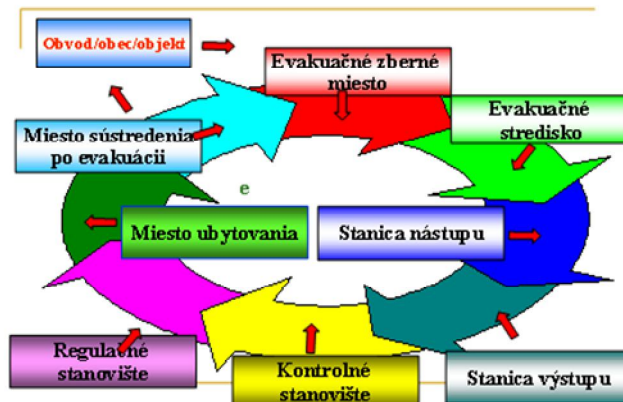 Obvod/obec/objekt
Evakuačné zberné
miesto
Evakuačné
stredisko
Miesto sústredenia
po evakuácii
e
Miesto ubytovania
Stanica nástupu
Regulačné
stanovište
Kontrolné
stanovište
Stanica výstupu